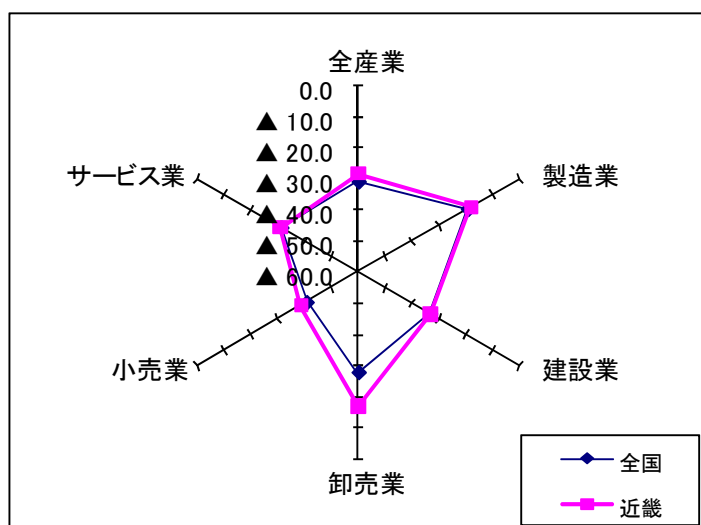 全産業
0.0
▲ 10.0
▲ 20.0
▲ 30.0
▲ 40.0
▲ 50.0
▲ 60.0
サービス業
製造業
小売業
建設業
卸売業
全国
近畿